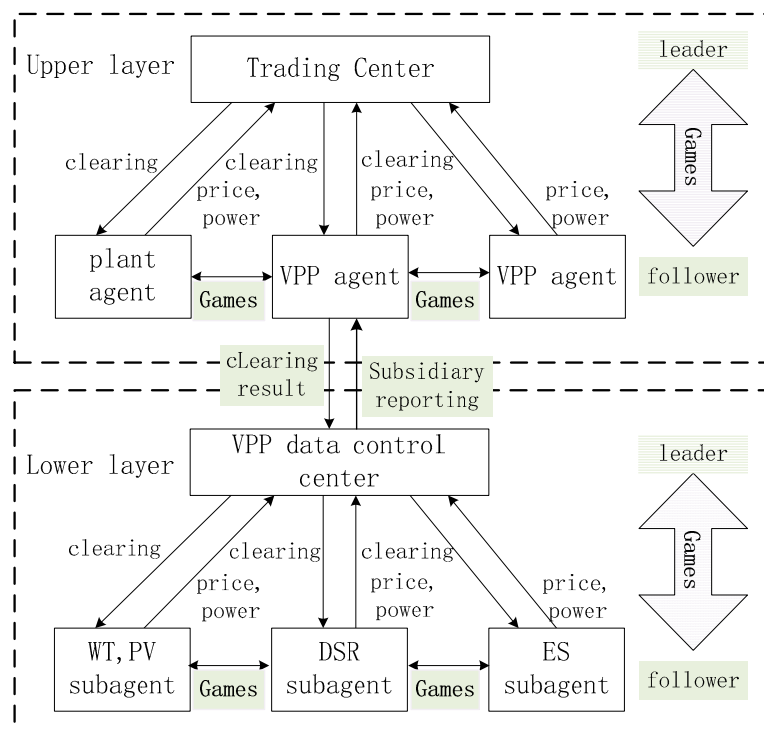 leader
Upper layer
Trading Center
Games
clearing
clearing
clearing
price,
power
price,
power
price,
power
plant
agent
VPP agent
VPP agent
follower
Games
Games
cLearing
result
Subsidiary
reporting
VPP data control
center
Lower layer
leader
Games
clearing
clearing
clearing
price,
power
price,
power
price,
power
WT,PV
subagent
DSR
subagent
ES
subagent
follower
Games
Games